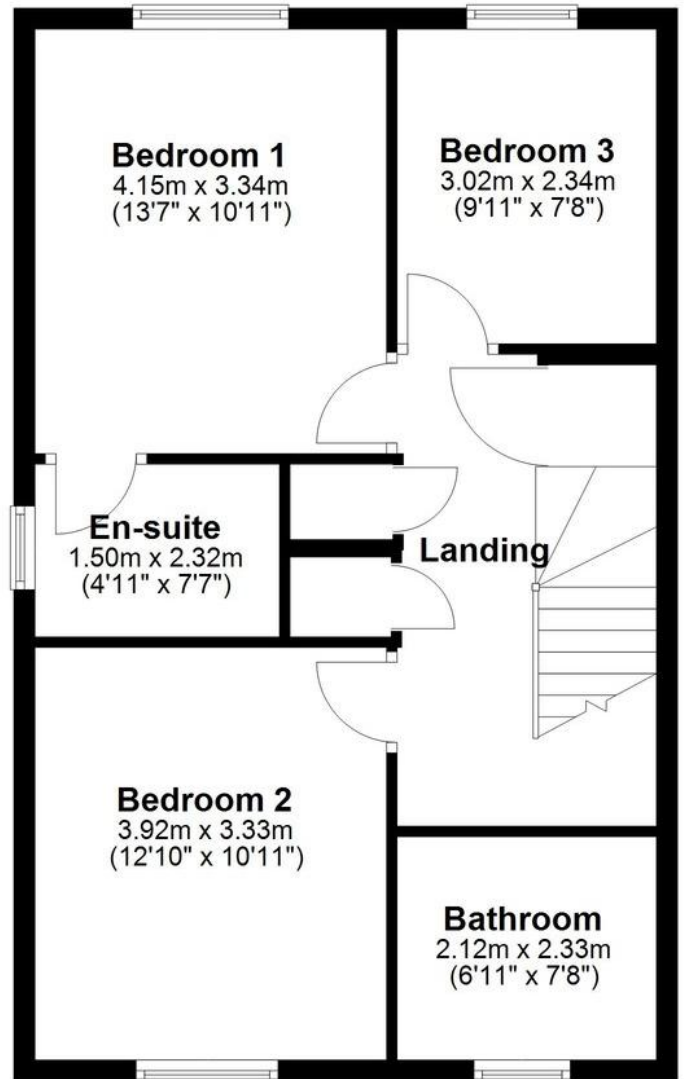 Bedroom 1
4.15m x 3.34m
(13'7" x 10'11")
Bedroom 3
3.02m x 2.34m
(9'11" x 7'8")
En-suite
1.50m x 2.32m
(4'11" x 7'7")
Landing
Bedroom 2
3.92m x 3.33m
(12'10" x 10'11")
Bathroom
2.12m x 2.33m
(6'11" x 7'8")